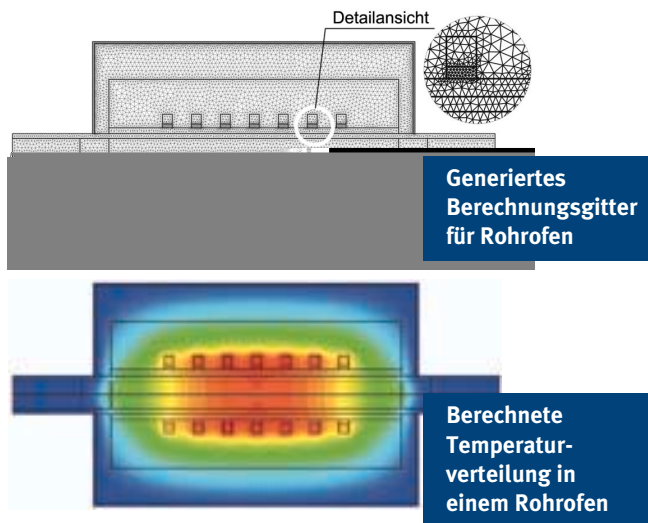 Detailansicht
Generiertes
Berechnungsgitter
für Rohrofen
Berechnete
Temperatur-
verteilung in
einem Rohrofen